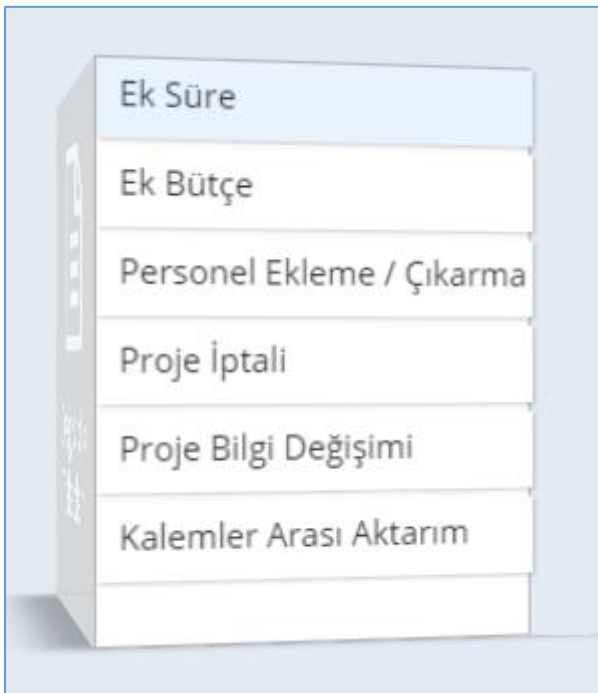 Ek Süre
Ek Bütçe
Personel Ekleme / Çıkarma
Proje İptali
Proje Bilgi Değişimi
Kalemler Arası Aktarım